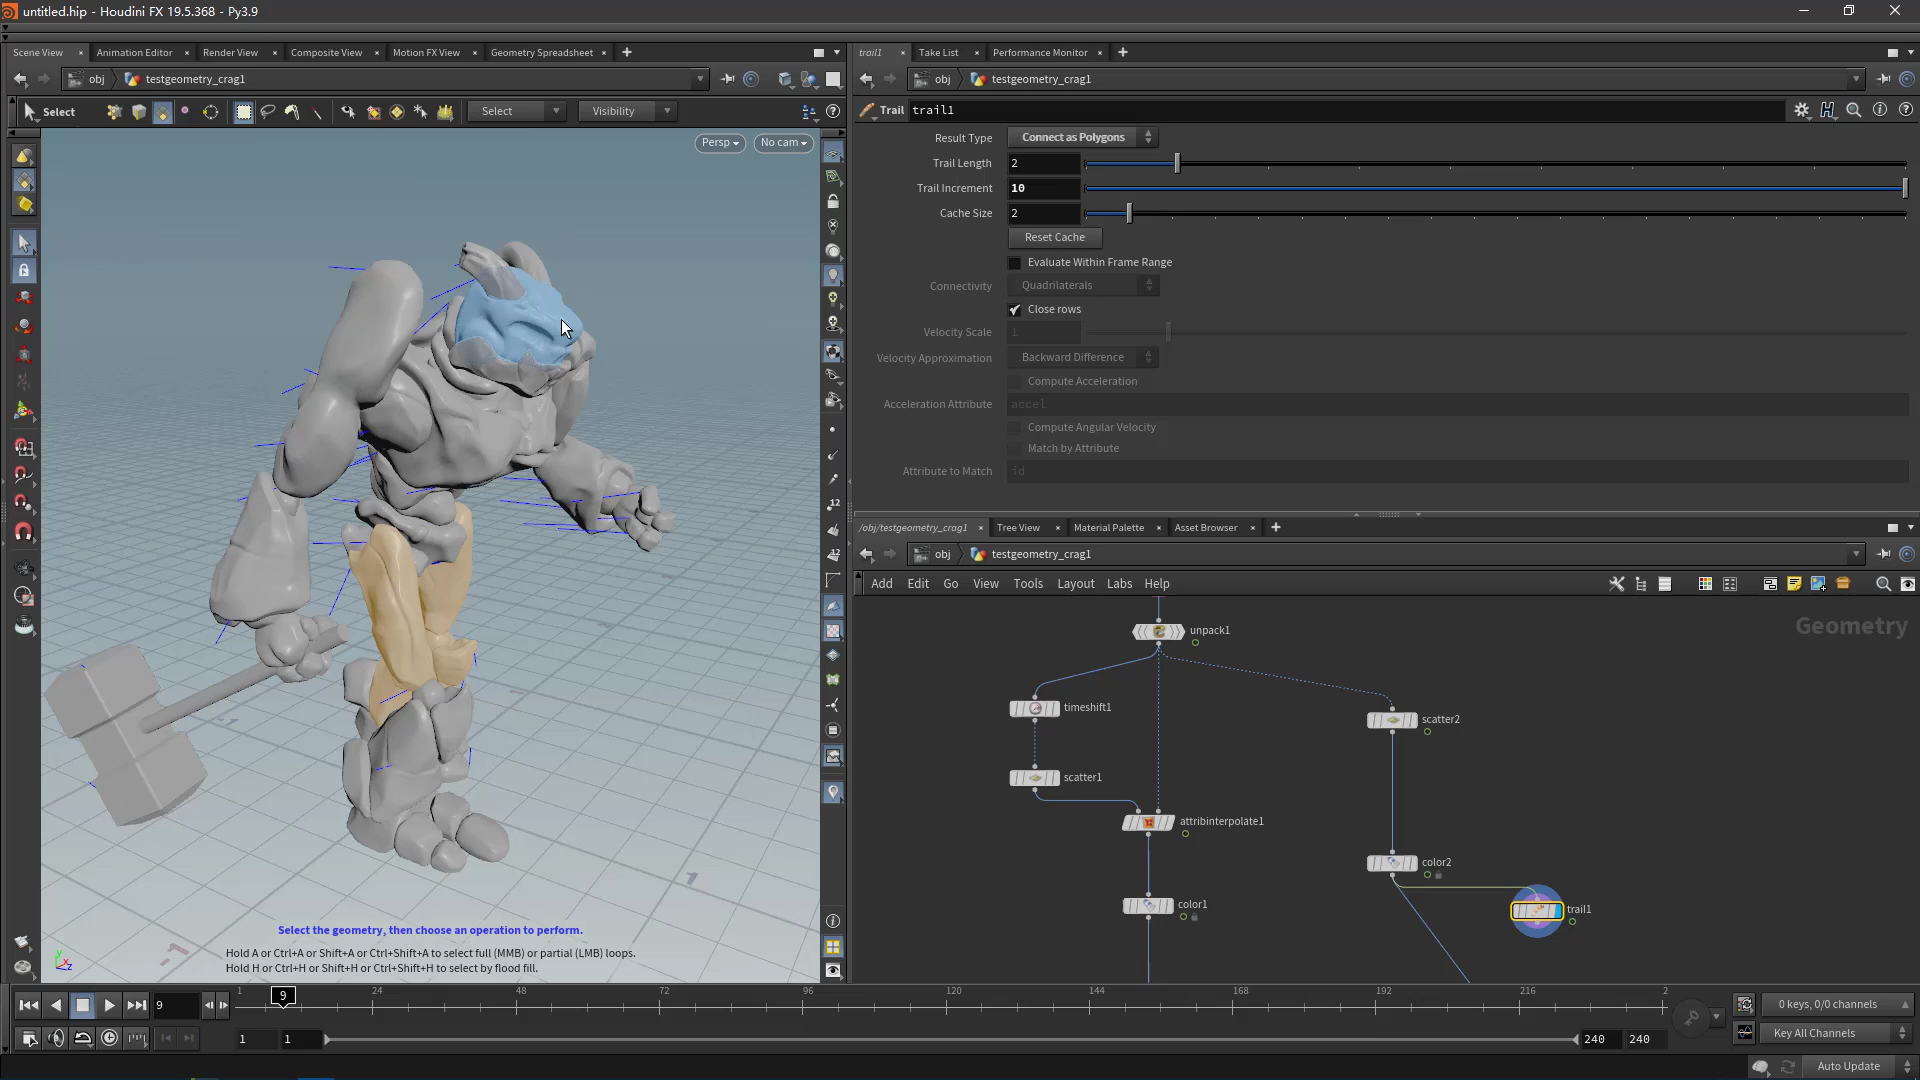 untitled.hip - Houdini FX 19.5.368 - Py3.9
Scene View
Animation Editor
Render View
Composite View
Motion FX View
Geometry Spreadsheet
obj
testgeometry_crag1
Select
Select
Visibility
Persp
No cam
12
12
Select the geometry, then choose an operation to perform.
Hold A or Ctrl+A or Shift+A or Ctrl+Shift+A to select full (MMB) or partial (LMB) loops.
Hold H or Ctrl+H or Shift+H or Ctrl+Shift+H to select by flood fill.
trail1
Take List
Performance Monitor
obj
testgeometry_crag1
Trail
trail1
Result Type
Connect as Polygons
Trail Length
2
Trail Increment
10
Cache Size
2
Reset Cache
Evaluate Within Frame Range
Connectivity
Quadrilaterals
Close rows
Velocity Scale
1
Velocity Approximation
Backward Difference
Compute Acceleration
Acceleration Attribute
accel
Compute Angular Velocity
Match by Attribute
Attribute to Match
id
/obj/testgeometry_crag1
Tree View
Material Palette
Asset Browser
obj
testgeometry_crag1
Add
Edit
Go
View
Tools
Layout
Labs
Help
Geometry
unpack1
timeshift1
scatter2
scatter1
attribinterpolate1
color2
color1
trail1
9
1
9
24
48
72
96
120
144
168
192
216
2
0 keys, 0/0 channels
1
1
240
240
Key All Channels
Auto Update